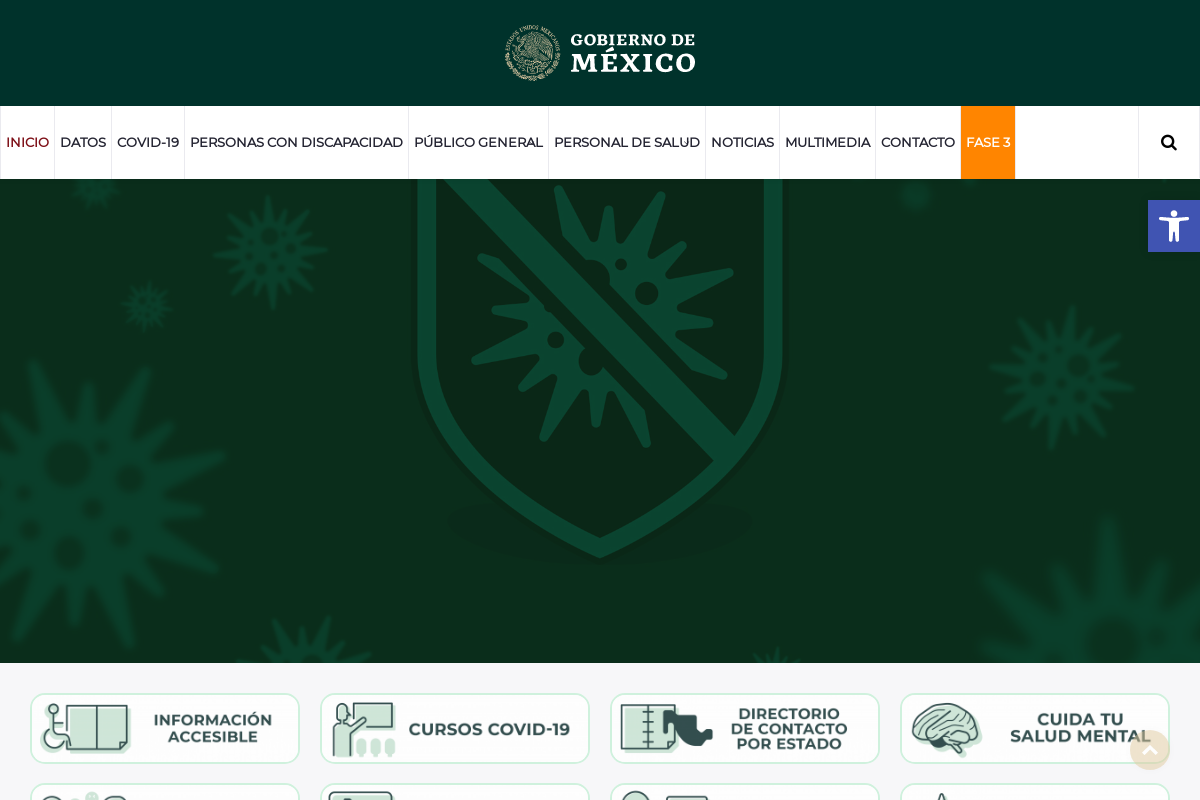 GOBIERNO DE
MÉXICO
INICIO DATOS COVID-19 PERSONAS CON DISCAPACIDAD PÚBLICO GENERAL PERSONAL DE SALUD NOTICIAS MULTIMEDIA CONTACTO FASE 3
INFORMACIÓN
ACCESIBLE
CURSOS COVID-19
DIRECTORIO
DE CONTACTO
POR ESTADO
CUIDA TU
SALUD MENTAL